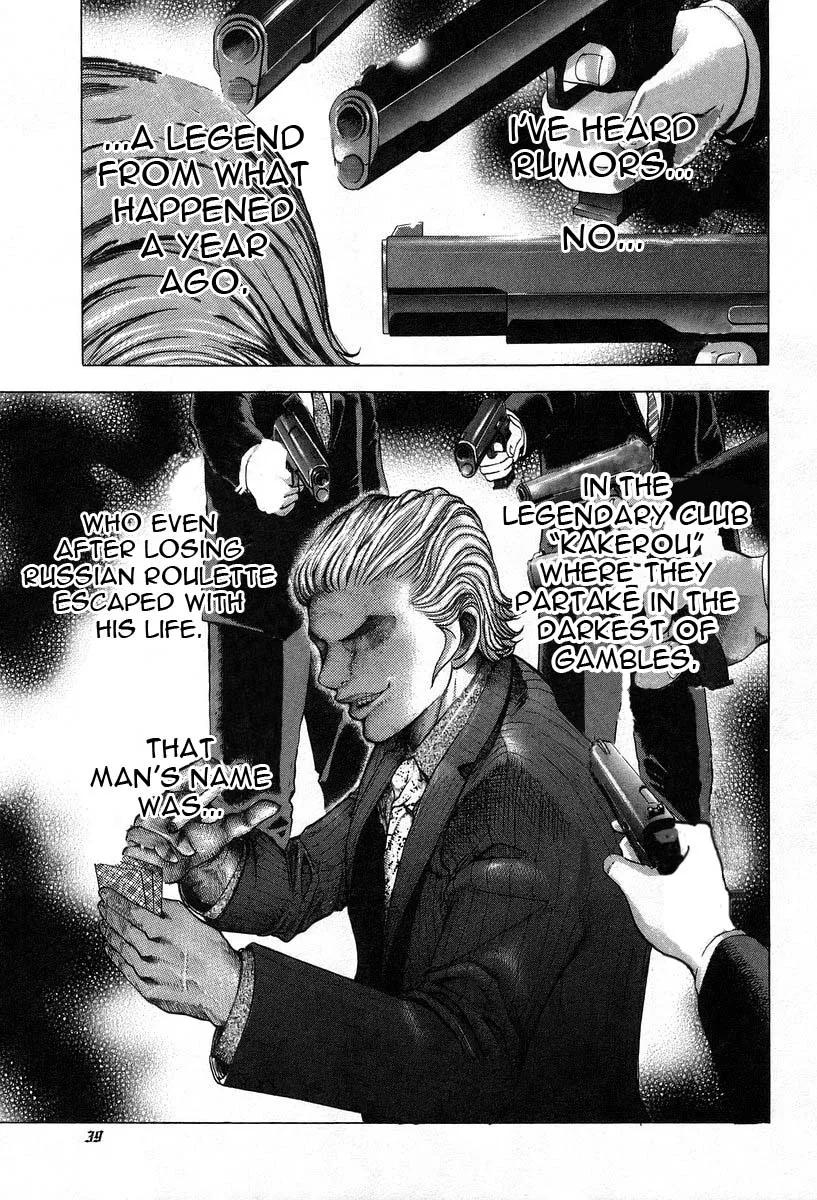 I'VE HEARD
RUMORS...
NO...
...A LEGEND
FROM WHAT
HAPPENED
A YEAR
AGO,
IN THE
LEGENDARY CLUB
"KAKEROU"
WHERE THEY
PARTAKE IN THE
DARKEST OF
GAMBLES,
WHO EVEN
AFTER LOSING
RUSSIAN ROULETTE
ESCAPED WITH
HIS LIFE.
THAT
MAN'S NAME
WAS...
39